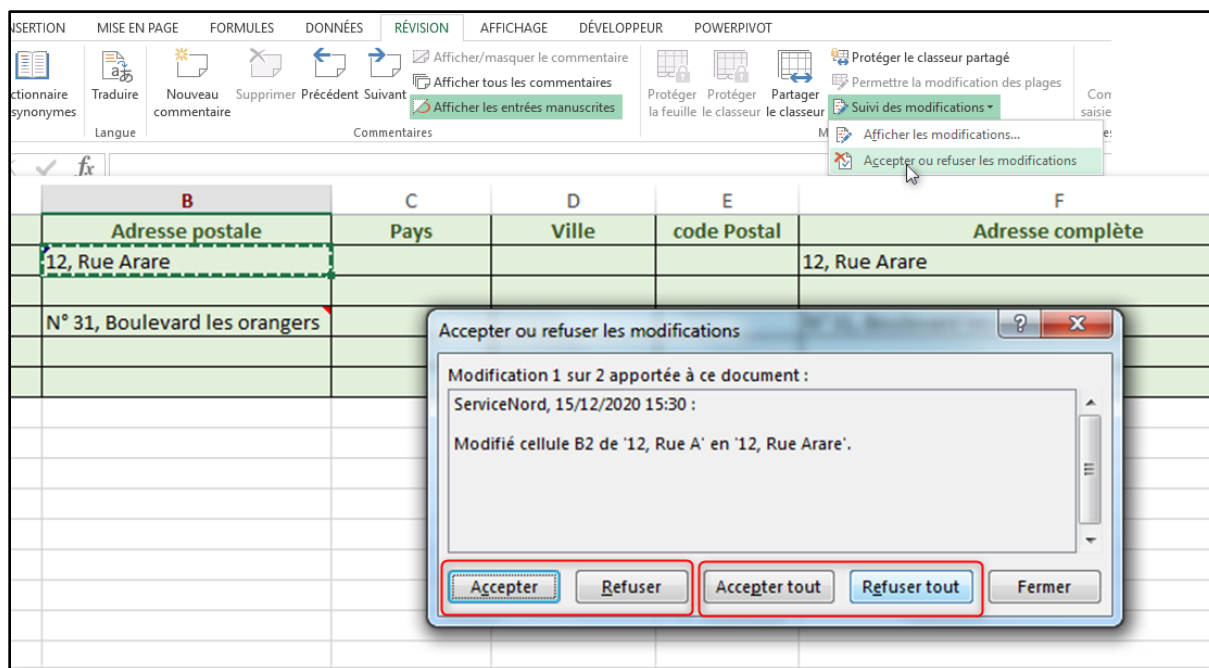 NSERTION MISE EN PAGE FORMULES DONNÉES RÉVISION AFFICHAGE DÉVELOPPEUR POWERPIVOT
ctionnaire
synonymes
Traduire
Langue
Nouveau
commentaire
Supprimer
Précédent
Suivant
Afficher/masquer le commentaire
Afficher tous les commentaires
Afficher les entrées manuscrites
Commentaires
Protéger
la feuille
Protéger
le classeur
Partager
le classeur
Protéger le classeur partagé
Permettre la modification des plages
Suivi des modifications
M
Com
saisie
Afficher les modifications...
Accepter ou refuser les modifications
fx
B C D E F
Adresse postale Pays Ville code Postal Adresse complète
12, Rue Arare 12, Rue Arare
N° 31, Boulevard les orangers
Accepter ou refuser les modifications
?
Modification 1 sur 2 apportée à ce document :
ServiceNord, 15/12/2020 15:30 :
Modifié cellule B2 de '12, Rue A' en '12, Rue Arare'.
Accepter Refuser Accepter tout Refuser tout Fermer